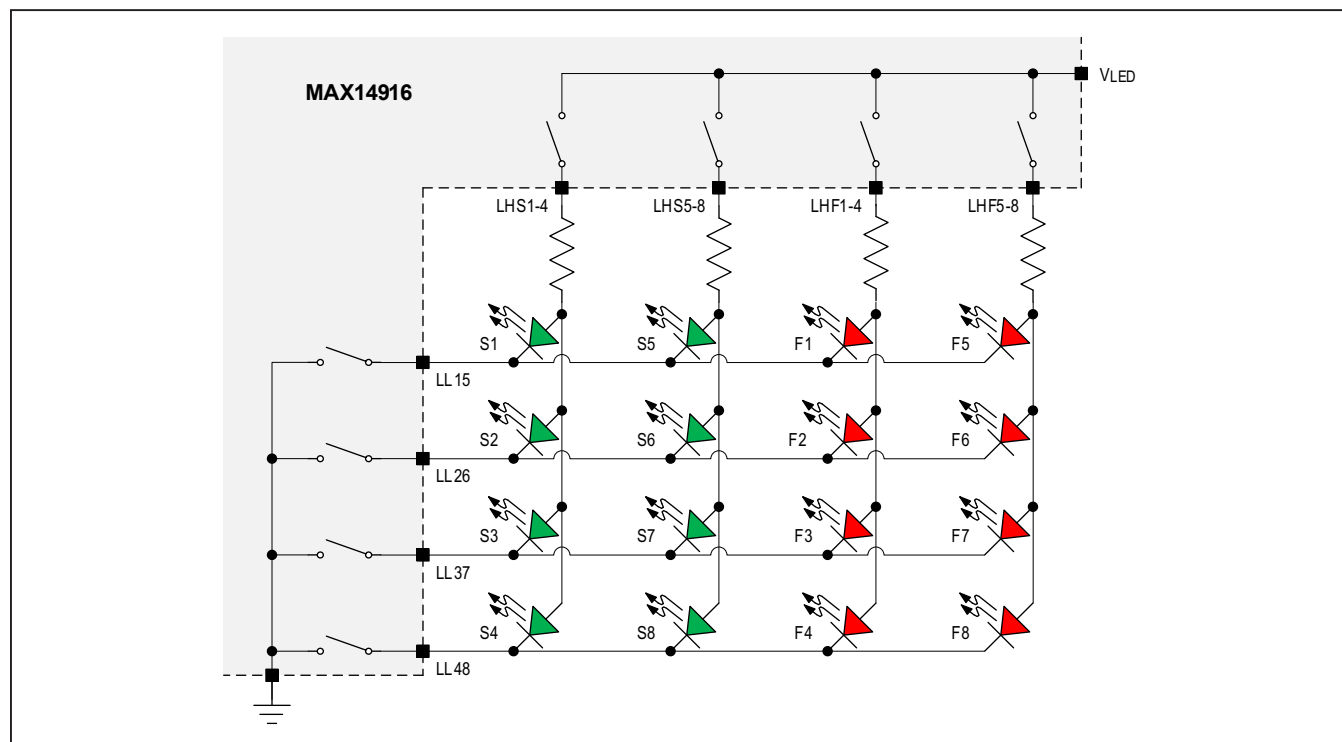 MAX14916
VLED
LHS1-4 LHS5-8 LHF1-4 LHF5-8
S1 S5 F1 F5
LL15
S2 S6 F2 F6
LL26
S3 S7 F3 F7
LL37
S4 S8 F4 F8
LL48